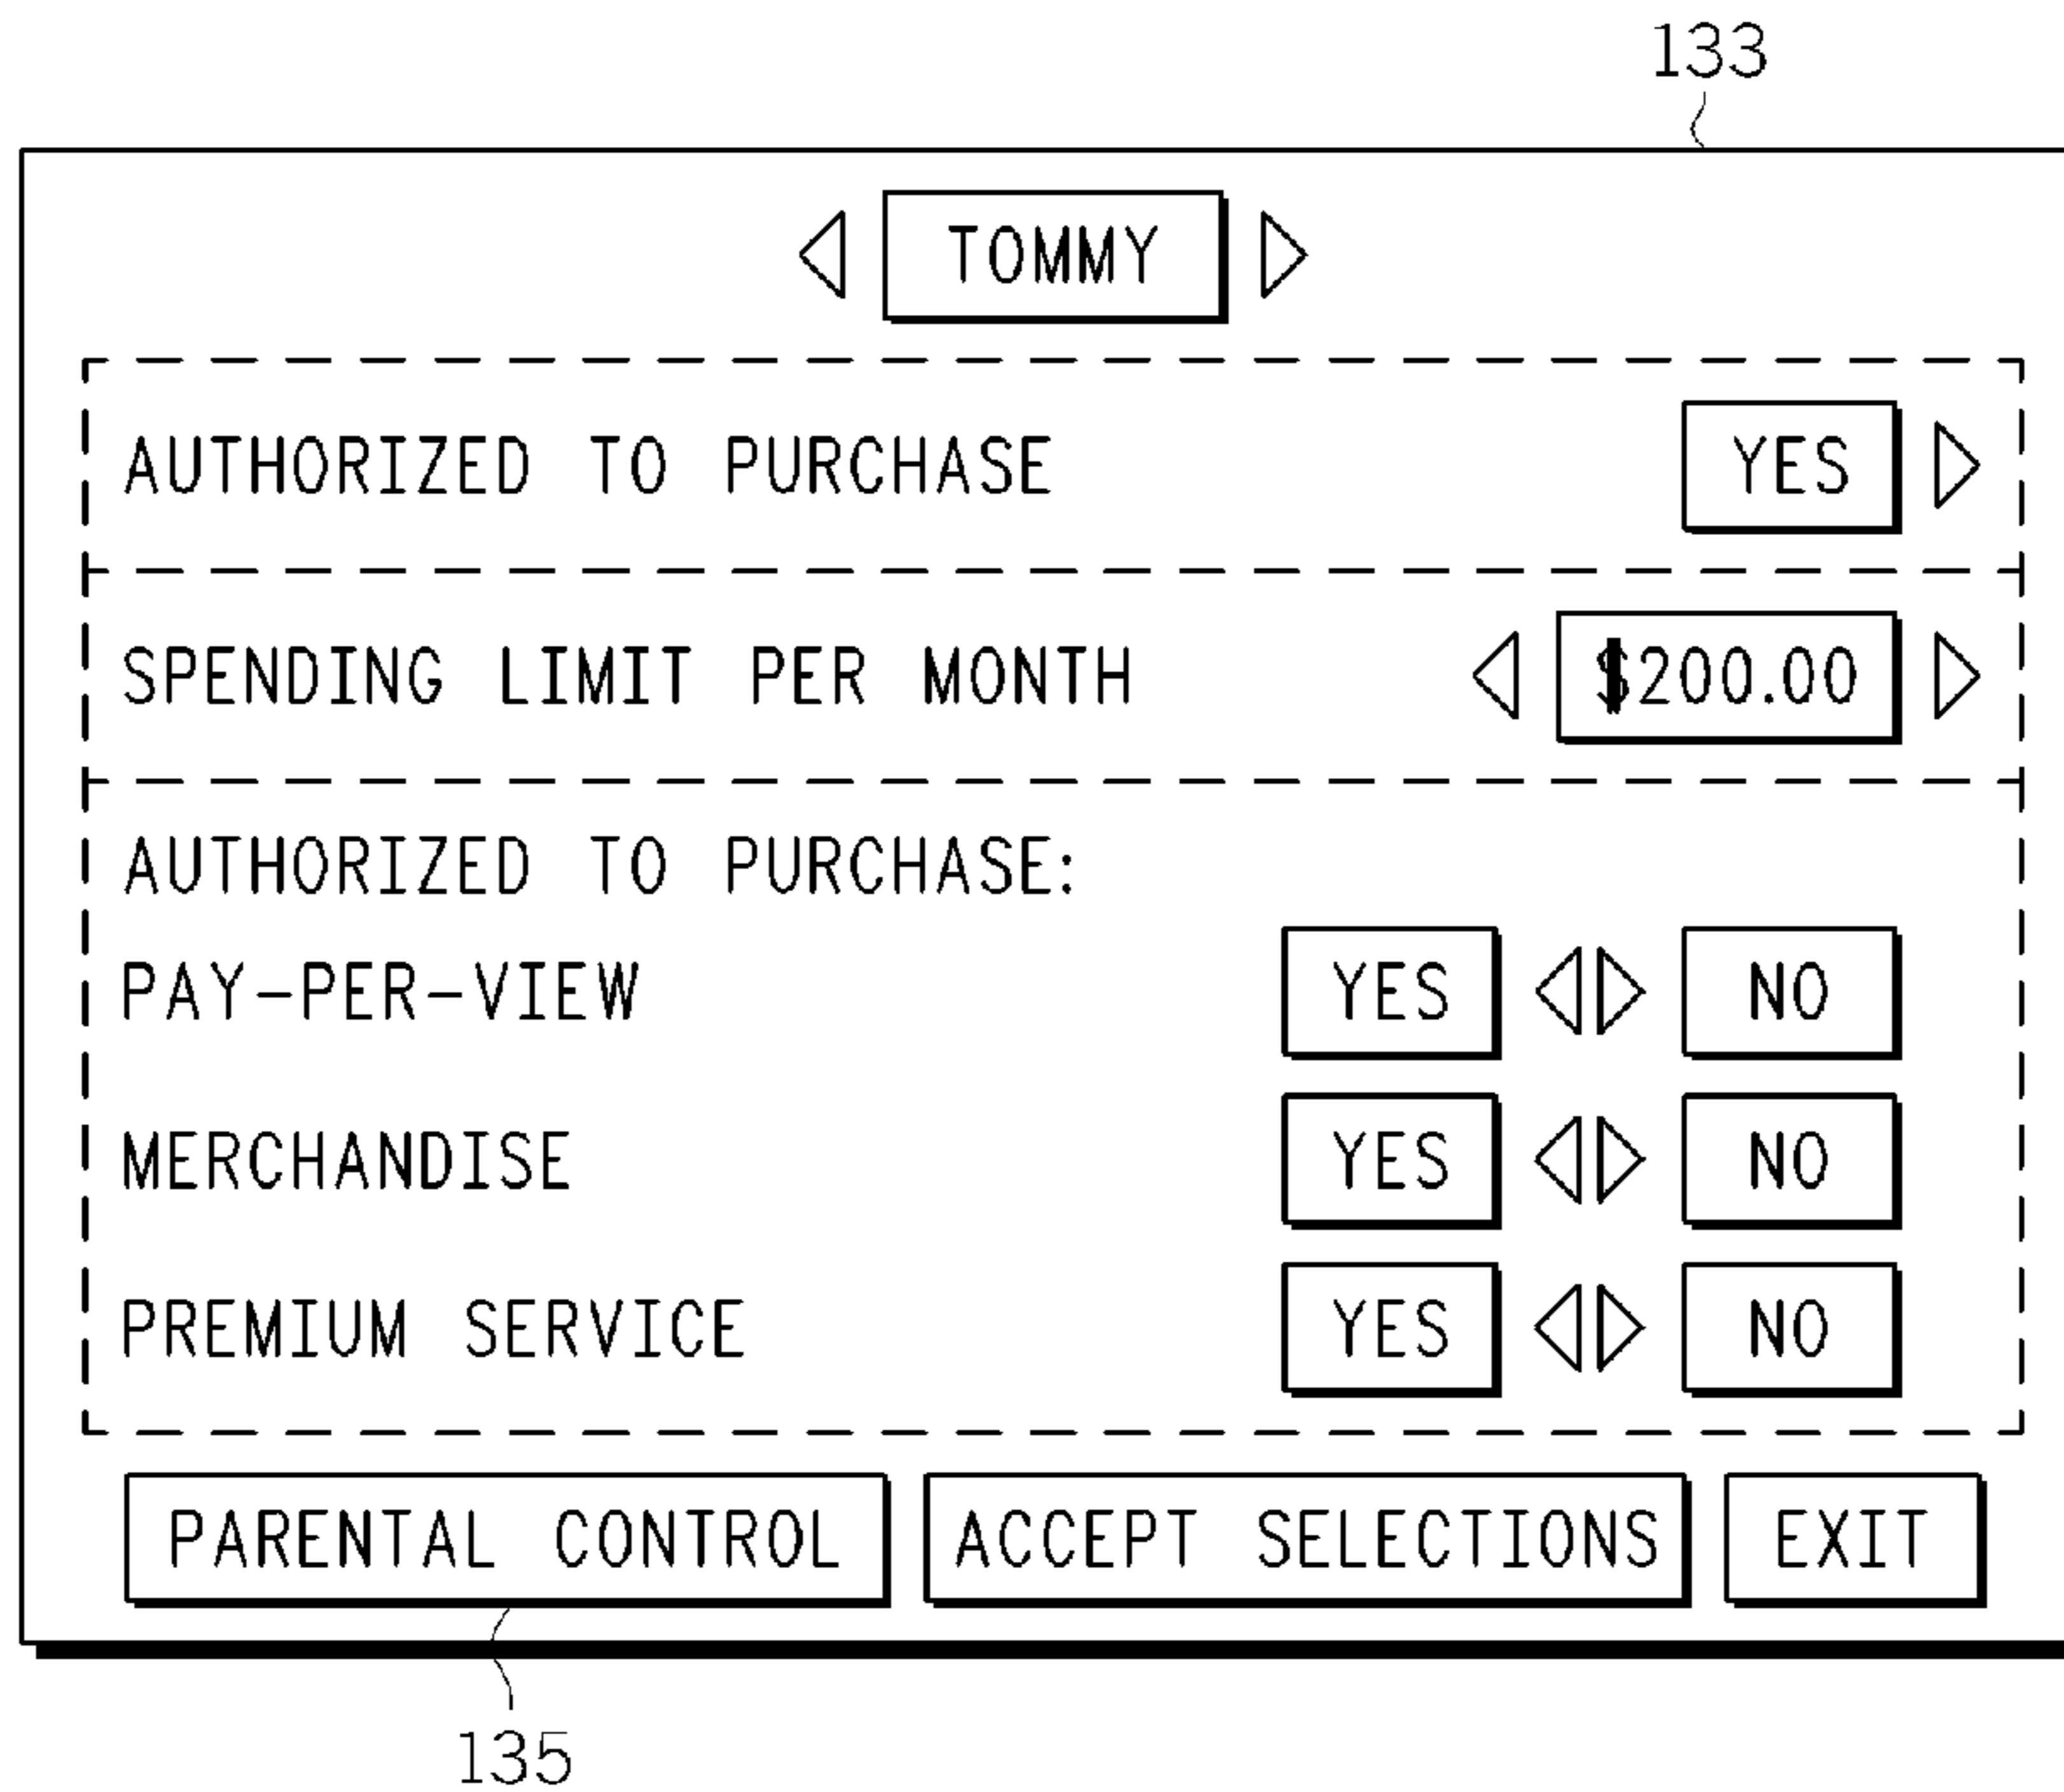 133
TOMMY
AUTHORIZED TO PURCHASE YES
SPENDING LIMIT PER MONTH $200.00
AUTHORIZED TO PURCHASE:
PAY-PER-VIEW YES NO
MERCHANDISE YES NO
PREMIUM SERVICE YES NO
PARENTAL CONTROL ACCEPT SELECTIONS EXIT
135